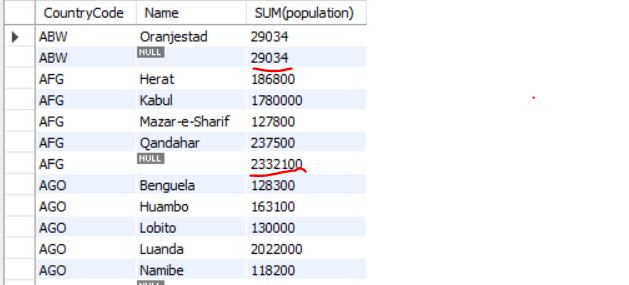 CountryCode Name SUM(population)
ABW Oranjestad 29034
ABW NULL 29034
AFG Herat 186800
AFG Kabul 1780000
AFG Mazar-e-Sharif 127800
AFG Qandahar 237500
AFG NULL 2332100
AGO Benguela 128300
AGO Huambo 163100
AGO Lobito 130000
AGO Luanda 2022000
AGO Namibe 118200
NULL